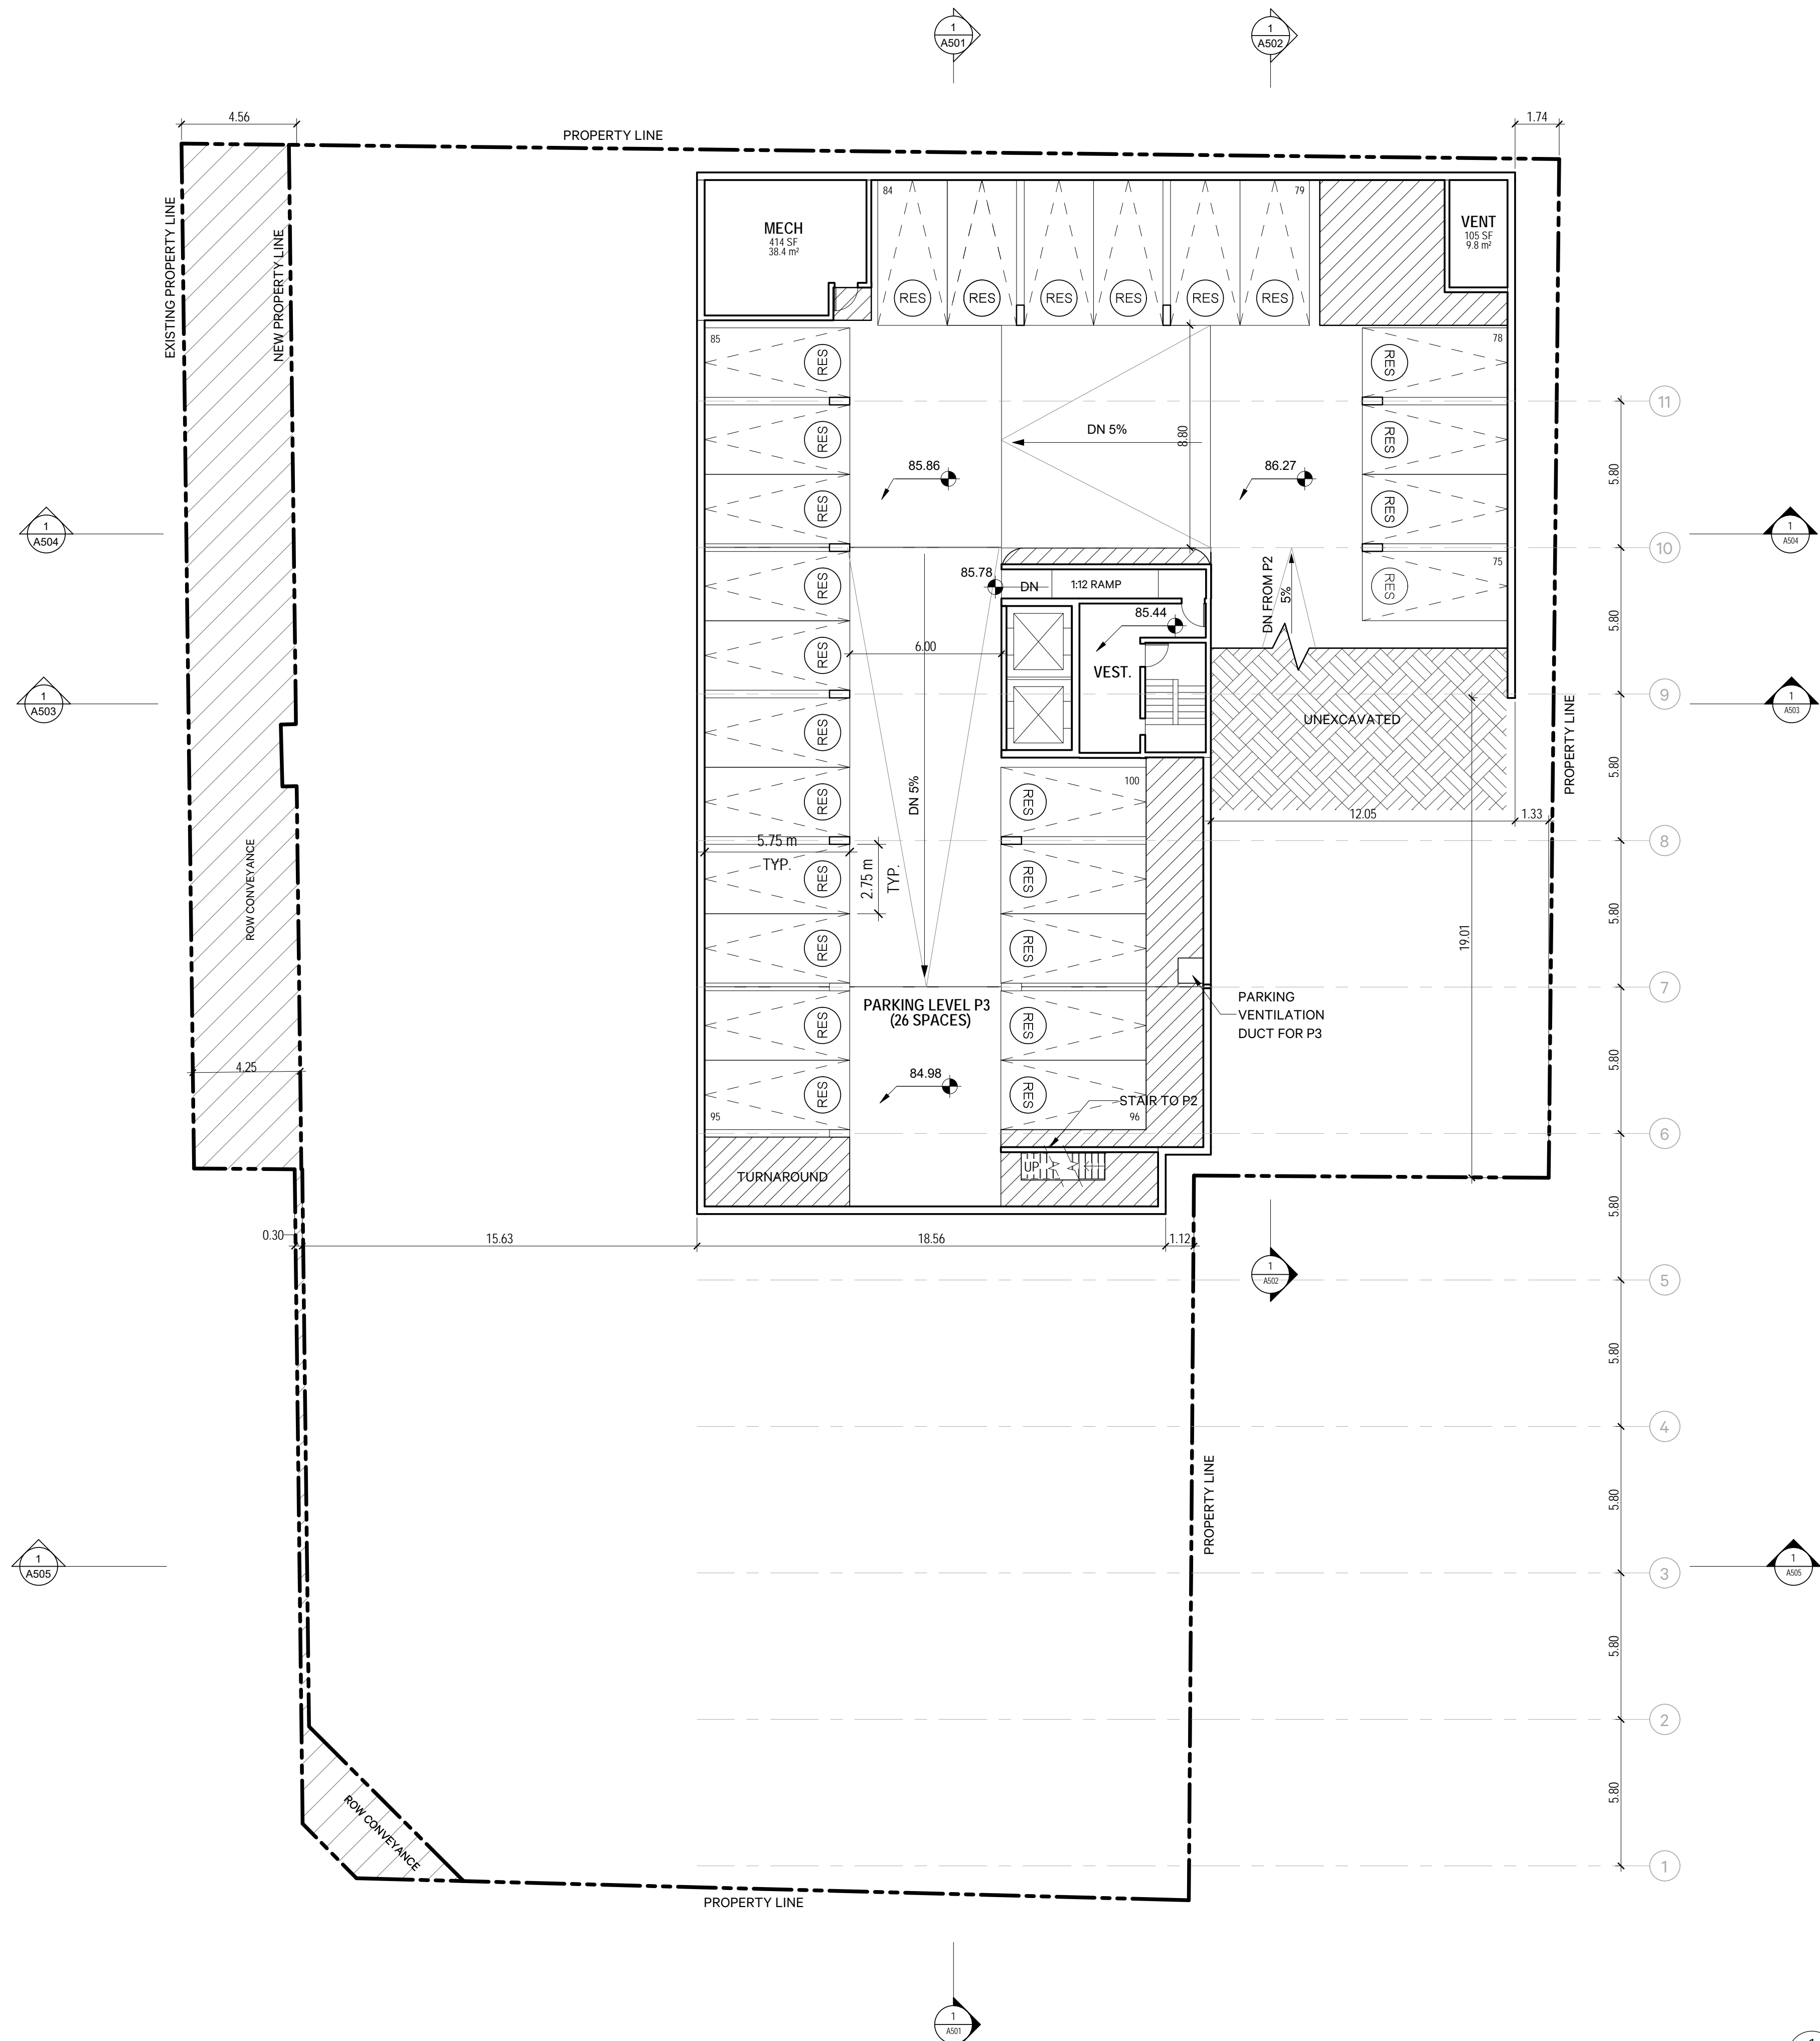 1
A501
1
A502
4.56
PROPERTY LINE
1.74
EXISTING PROPERTY LINE
NEW PROPERTY LINE
MECH
414 SF
38.4 m²
84
79
VENT
105 SF
9.8 m²
RES
RES
RES
RES
RES
RES
85
RES
RES
78
RES
RES
RES
RES
RES
RES
75
11
DN 5%
8.80
85.86
86.27
5.80
1
A504
1
A504
10
85.78
DN
1:12 RAMP
DN FROM P2
5%
85.44
5.80
RES
6.00
VEST.
1
A503
1
A503
9
UNEXCAVATED
PROPERTY LINE
RES
5.80
DN 5%
100
RES
RES
12.05
1.33
5.75 m
TYP.
8
ROW CONVEYANCE
2.75 m
TYP.
RES
RES
5.80
19.01
RES
RES
7
PARKING LEVEL P3
(26 SPACES)
PARKING
VENTILATION
DUCT FOR P3
RES
RES
4.25
84.98
5.80
RES
RES
95
96
STAIR TO P2
6
TURNAROUND
UP
5.80
0.30
15.63
18.56
1.12
1
A502
5
5.80
4
PROPERTY LINE
5.80
1
A505
1
A505
3
5.80
2
ROW CONVEYANCE
5.80
1
PROPERTY LINE
1
A501